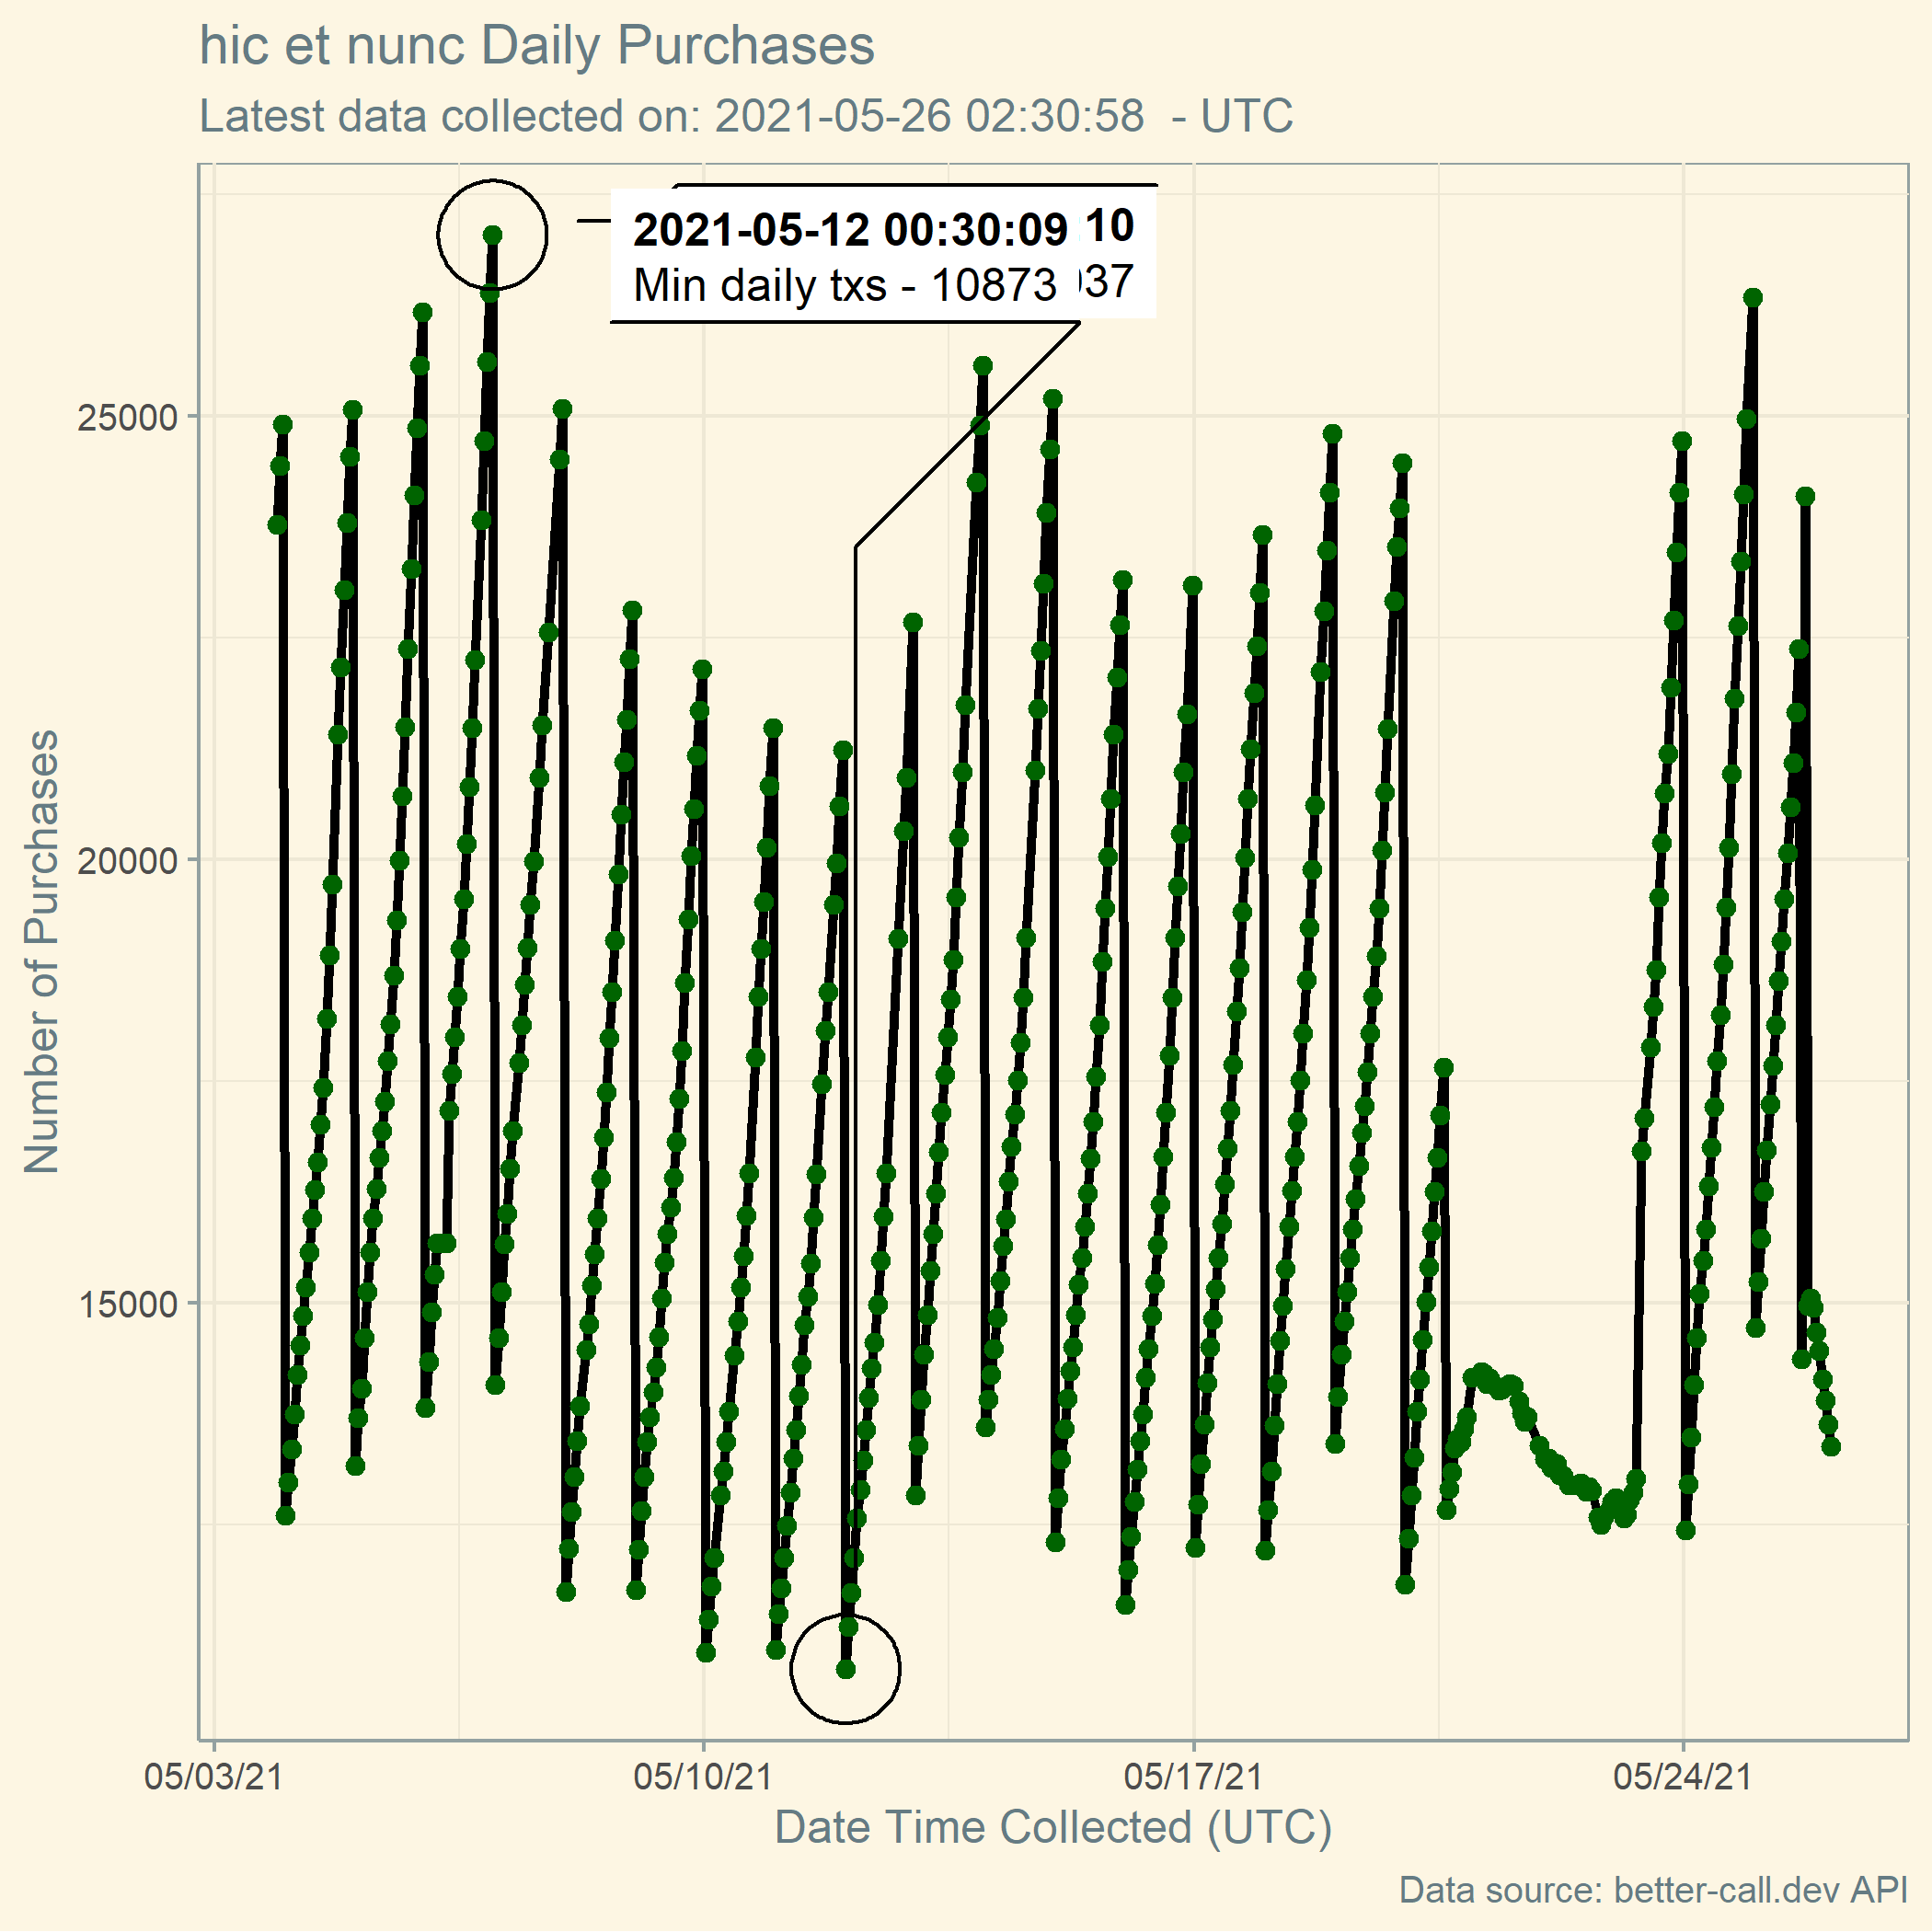 hic et nunc Daily Purchases
Latest data collected on: 2021-05-26 02:30:58 - UTC
2021-05-12 00:30:09 10
Min daily txs - 10873 037
25000
20000
15000
Number of Purchases
05/03/21 05/10/21 05/17/21 05/24/21
Date Time Collected (UTC)
Data source: better-call.dev API